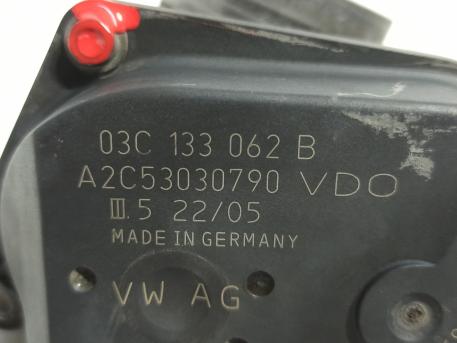 03C 133 062 B
A2C53030790 VDO
III.5 22/05
MADE IN GERMANY
VW AG